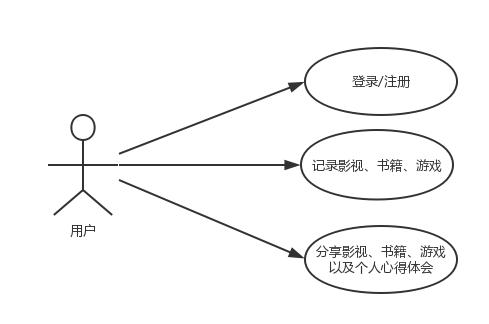 登录/注册
记录影视、书籍、游戏
用户
分享影视、书籍、游戏
以及个人心得体会